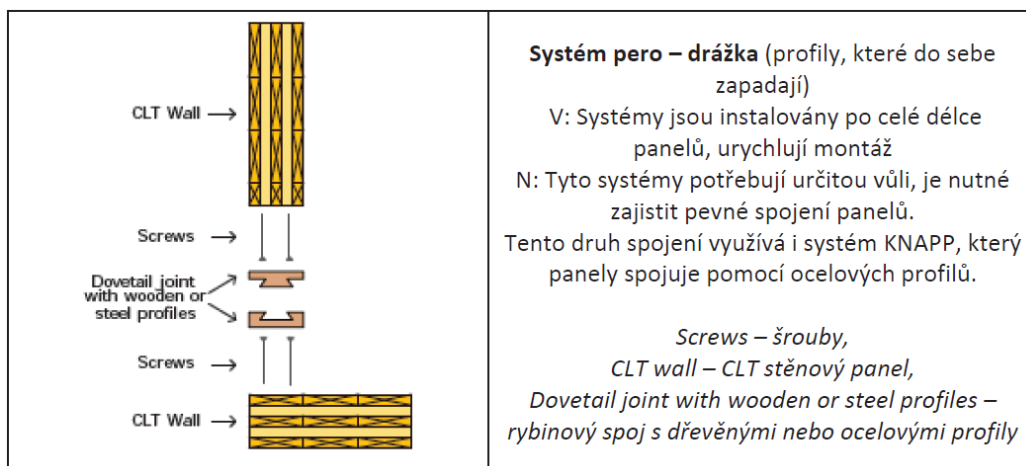 CLT Wall
Screws
Dovetail joint
with wooden or
steel profiles
Screws
CLT Wall
Systém pero – drážka (profily, které do sebe
zapadají)
V: Systémy jsou instalovány po celé délce
panelů, urychlují montáž
N: Tyto systémy potřebují určitou vůli, je nutné
zajistit pevné spojení panelů.
Tento druh spojení využívá i systém KNAPP, který
panely spojuje pomocí ocelových profilů.
Screws – šrouby,
CLT wall – CLT stěnový panel,
Dovetail joint with wooden or steel profiles –
rybinový spoj s dřevěnými nebo ocelovými profily